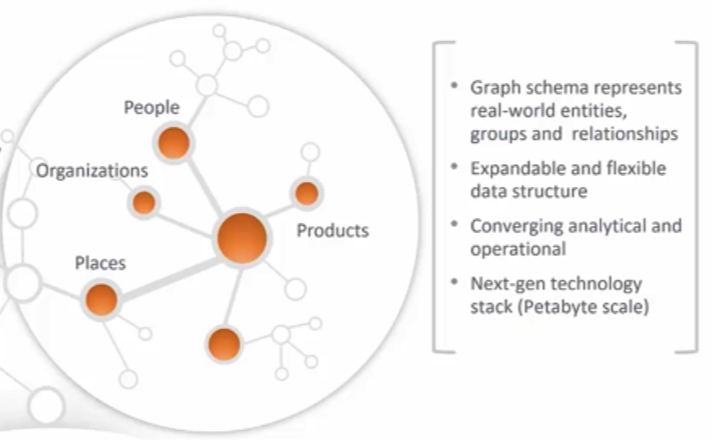 People
Organizations
Products
Places
• Graph schema represents
real-world entities,
groups and relationships
• Expandable and flexible
data structure
• Converging analytical and
operational
• Next-gen technology
stack (Petabyte scale)